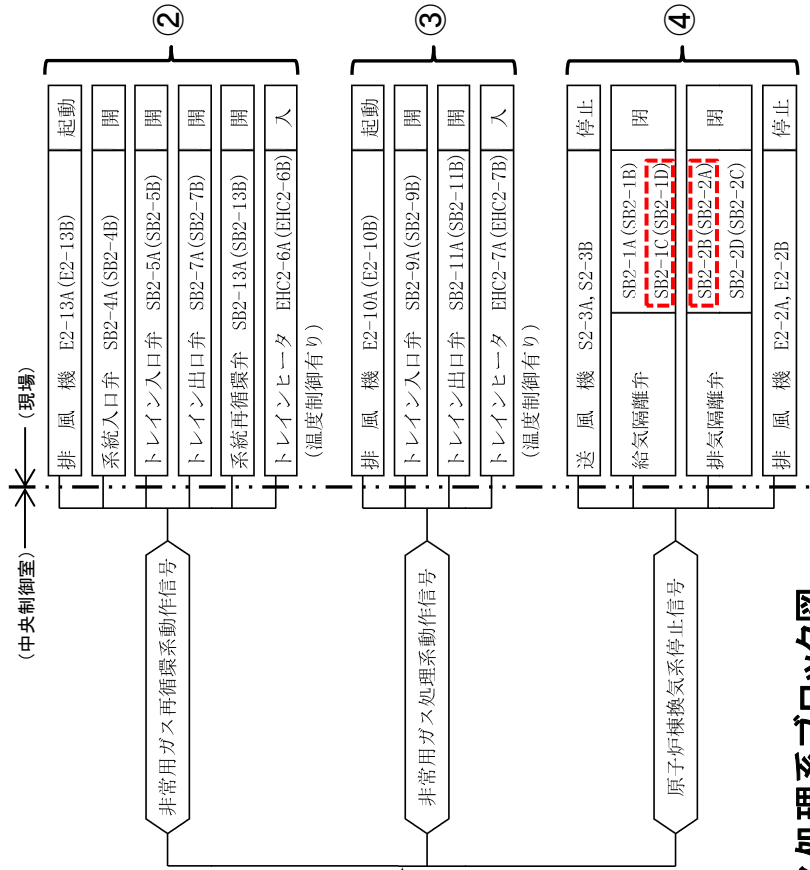 (中央制御室)
(現場)
非常用ガス再循環系動作信号
排 風 機 E2-13A(E2-13B) 起動
系統入口弁 SB2-4A(SB2-4B) 開
トレイン入口弁 SB2-5A(SB2-5B) 開
トレイン出口弁 SB2-7A(SB2-7B) 開
系統再循環弁 SB2-13A(SB2-13B) 開
トレインヒータ EHC2-6A(EHC2-6B) 入
(温度制御有り)
②
非常用ガス処理系動作信号
排 風 機 E2-10A(E2-10B) 起動
トレイン入口弁 SB2-9A(SB2-9B) 開
トレイン出口弁 SB2-11A(SB2-11B) 開
トレインヒータ EHC2-7A(EHC2-7B) 入
(温度制御有り)
③
原子炉棟換気系停止信号
送 風 機 S2-3A, S2-3B 停止
給気隔離弁 SB2-1A(SB2-1B) 閉
SB2-1C(SB2-1D)
排気隔離弁 SB2-2B(SB2-2A) 閉
SB2-2D(SB2-2C)
排 風 機 E2-2A, E2-2B 停止
④
処理系ブロック図